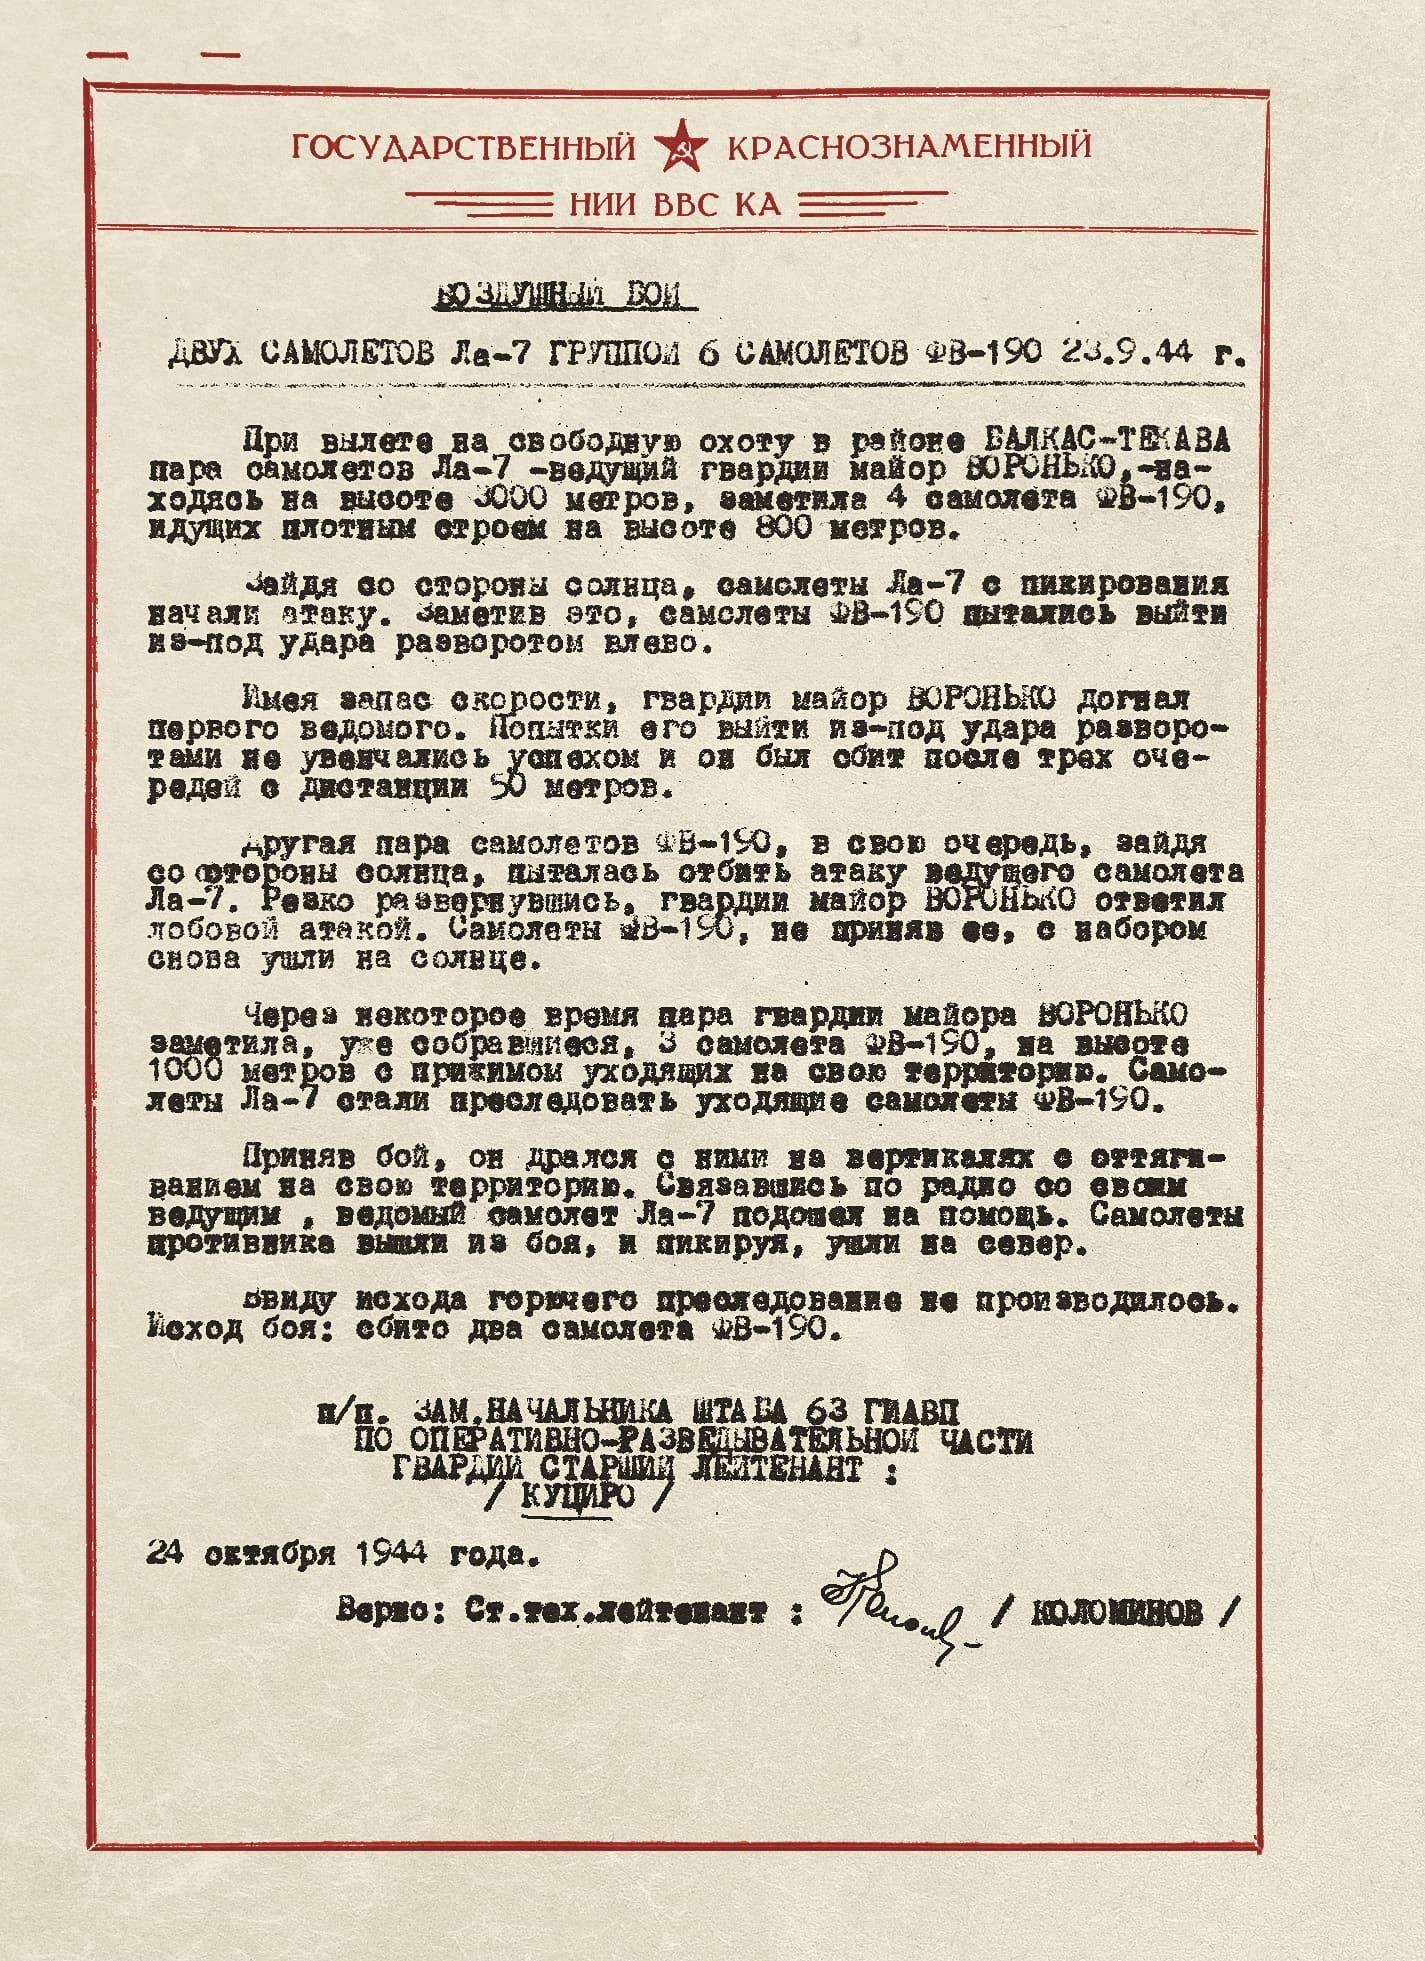 ГОСУДАРСТВЕННЫЙ КРАСНОЗНАМЕННЫЙ
НИИ ВВС КА
ВОЗДУШНЫЙ БОЙ
ДВУХ САМОЛЕТОВ Ла-7 ГРУППОЙ 6 САМОЛЕТОВ ФВ-190 23.9.44 г.
При вылете на свободную охоту в районе БАЛКАС-ТЕКАВА
пара самолетов Ла-7 -ведущий гвардии майор ВОРОНЬКО,-на-
ходясь на высоте 3000 метров, заметила 4 самолета ФВ-190,
идущих плотным строем на высоте 800 метров.
Зайдя со стороны солнца, самолеты Ла-7 с пикирования
начали атаку. Заметив это, самолеты ФВ-190 пытались выйти
из-под удара разворотом влево.
Имея запас скорости, гвардии майор ВОРОНЬКО догнал
первого ведомого. Попытки его выйти из-под удара разворо-
тами не увенчались успехом и он был сбит после трех оче-
редей с дистанции 50 метров.
Другая пара самолетов ФВ-190, в свою очередь, зайдя
со стороны солнца, пыталась отбить атаку ведущего самолета
Ла-7. Резко развернувшись, гвардии майор ВОРОНЬКО ответил
лобовой атакой. Самолеты ФВ-190, не приняв ее, с набором
снова ушли на солнце.
Через некоторое время пара гвардии майора ВОРОНЬКО
заметила, уже собравшиеся, 3 самолета ФВ-190, на высоте
1000 метров с прижимом уходящих на свою территорию. Само-
леты Ла-7 стали преследовать уходящие самолеты ФВ-190.
Приняв бой, он дрался с ними на вертикалях с оттяги-
ванием на свою территорию. Связавшись по радио со своим
ведущим , ведомый самолет Ла-7 подошел на помощь. Самолеты
противника вышли из боя, и пикируя, ушли на север.
Ввиду исхода горючего преследование не производилось.
Исход боя: сбито два самолета ФВ-190.
п/п. ЗАМ.НАЧАЛЬНИКА ШТАБА 63 ГИАВП
ПО ОПЕРАТИВНО-РАЗВЕДЫВАТЕЛЬНОЙ ЧАСТИ
ГВАРДИИ СТАРШИЙ ЛЕЙТЕНАНТ :
/ КУЦИРО /
24 октября 1944 года.
Верно: Ст.тех.лейтенант : / КОЛОМИНОВ /